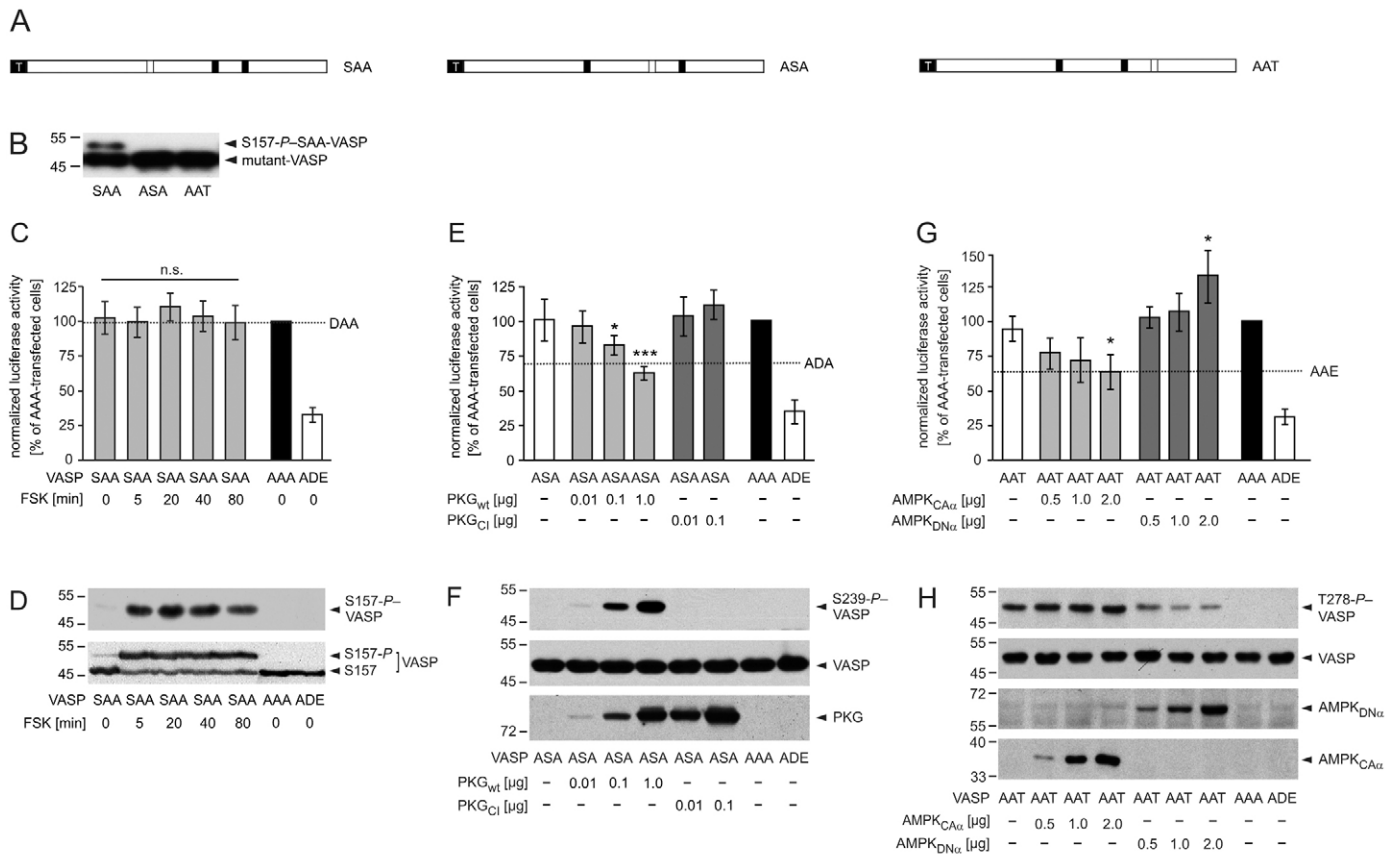 A
T SAA
T ASA
T AAT
B
55
45
S157-P–SAA-VASP
mutant-VASP
SAA ASA AAT
C
normalized luciferase activity
[% of AAA-transfected cells]
125
100
75
50
25
0
n.s.
DAA
VASP SAA SAA SAA SAA SAA AAA ADE
FSK [min] 0 5 20 40 80 0 0
E
normalized luciferase activity
[% of AAA-transfected cells]
125
100
75
50
25
0
*
***
ADA
ASA ASA ASA ASA ASA ASA AAA ADE
PKGwt [µg] – 0.01 0.1 1.0 – – – –
PKGCI [µg] – – – – 0.01 0.1 – –
G
normalized luciferase activity
[% of AAA-transfected cells]
150
125
100
75
50
25
0
*
*
AAE
AAT AAT AAT AAT AAT AAT AAT AAA ADE
AMPKCAα [µg] – 0.5 1.0 2.0 – – – – –
AMPKDNα [µg] – – – – 0.5 1.0 2.0 – –
D
55
45
S157-P–
VASP
55
45
S157-P
S157
VASP
VASP SAA SAA SAA SAA SAA AAA ADE
FSK [min] 0 5 20 40 80 0 0
F
55
45
S239-P–
VASP
55
45
VASP
72
PKG
VASP ASA ASA ASA ASA ASA ASA AAA ADE
PKGwt [µg] – 0.01 0.1 1.0 – – – –
PKGCI [µg] – – – – 0.01 0.1 – –
H
55
45
T278-P–
VASP
55
45
VASP
72
55
AMPKDNα
40
33
AMPKCAα
VASP AAT AAT AAT AAT AAT AAT AAT AAA ADE
AMPKCAα [µg] – 0.5 1.0 2.0 – – – – –
AMPKDNα [µg] – – – – 0.5 1.0 2.0 – –